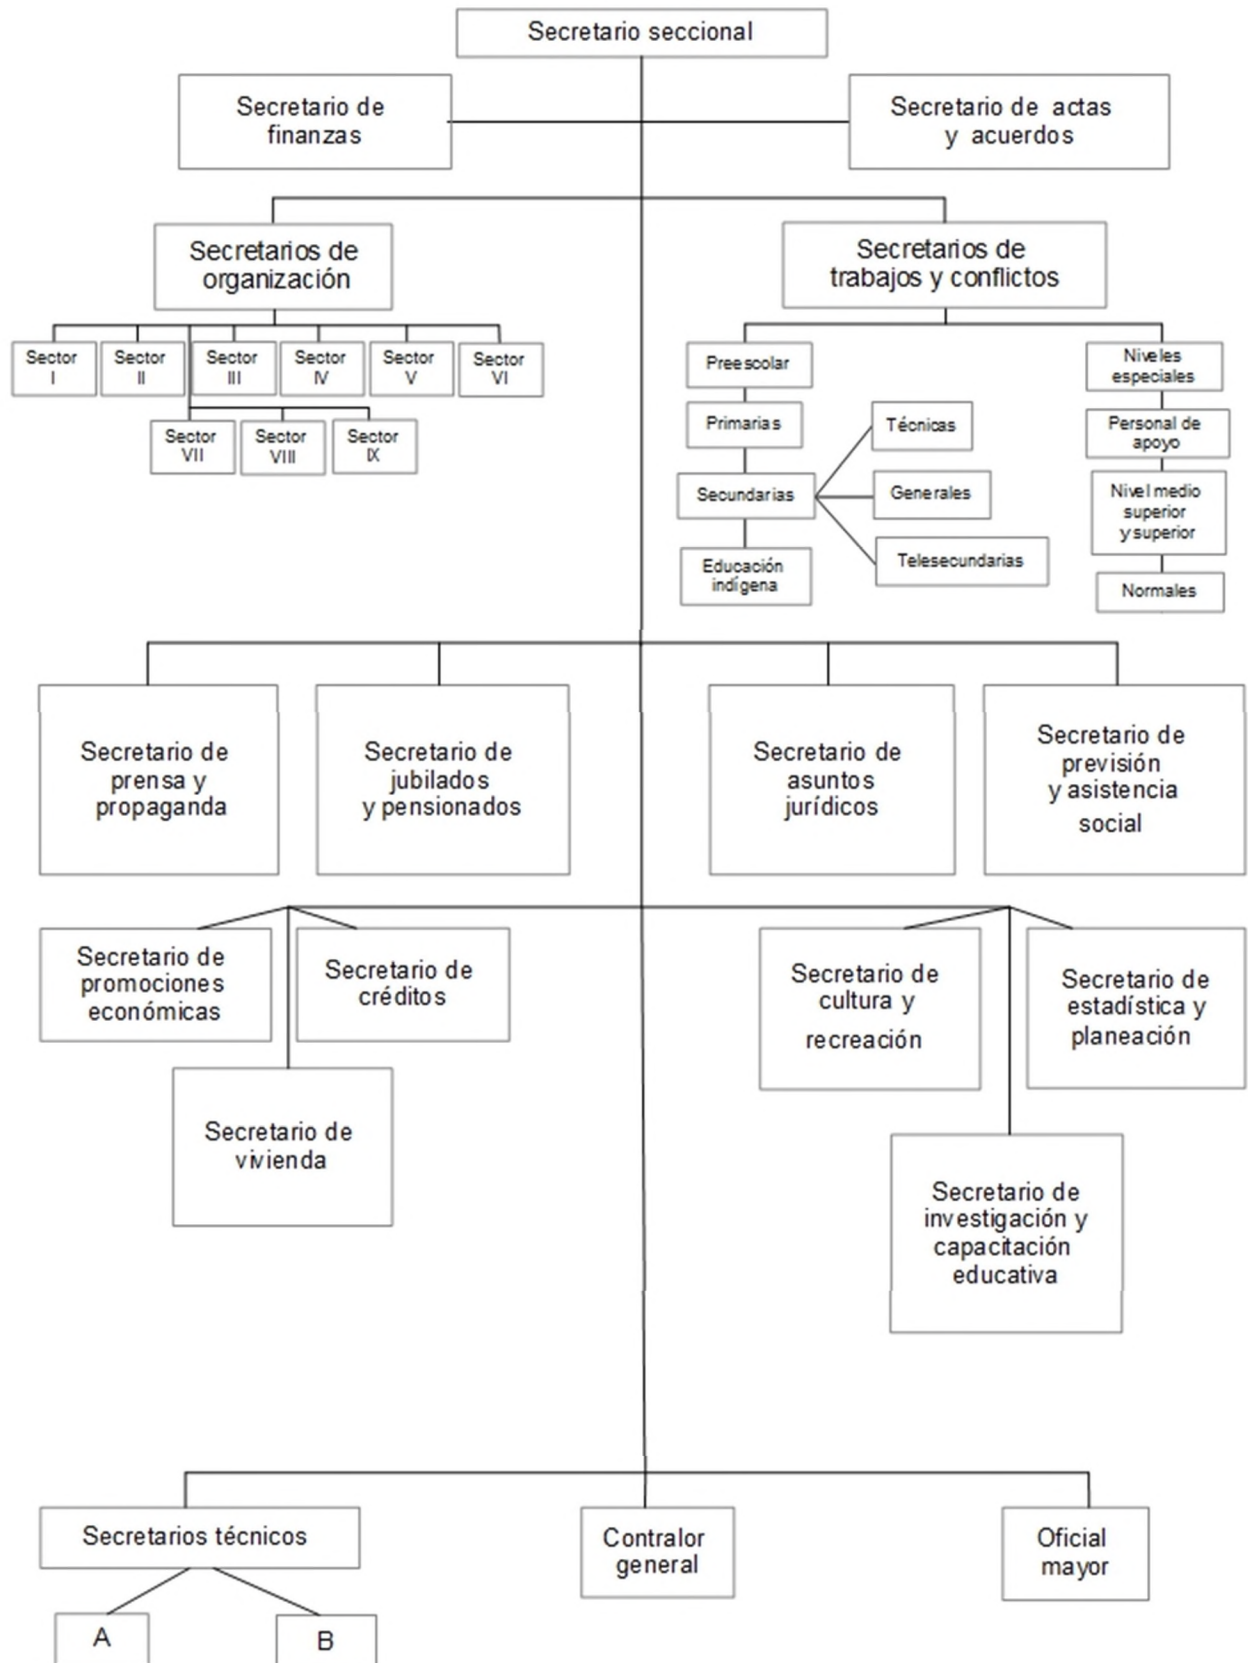 Secretario seccional
Secretario de
finanzas
Secretario de actas
y acuerdos
Secretarios de
organización
Secretarios de
trabajos y conflictos
Sector
I
Sector
II
Sector
III
Sector
IV
Sector
V
Sector
VI
Sector
VII
Sector
VIII
Sector
IX
Preescolar
Primarias
Secundarias
Educación
indígena
Técnicas
Generales
Telesecundarias
Niveles
especiales
Personal de
apoyo
Nivel medio
superior
y superior
Normales
Secretario de
prensa y
propaganda
Secretario de
jubilados
y pensionados
Secretario de
asuntos
jurídicos
Secretario de
previsión
y asistencia
social
Secretario de
promociones
económicas
Secretario de
créditos
Secretario de
vivienda
Secretario de
cultura y
recreación
Secretario de
estadística y
planeación
Secretario de
investigación y
capacitación
educativa
Secretarios técnicos
A
B
Contralor
general
Oficial
mayor